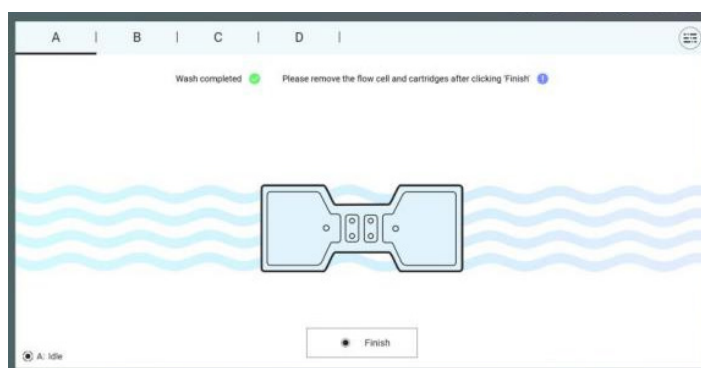 A | B | C | D |
Wash completed Please remove the flow cell and cartridges after clicking 'Finish'
Finish
A: Idle